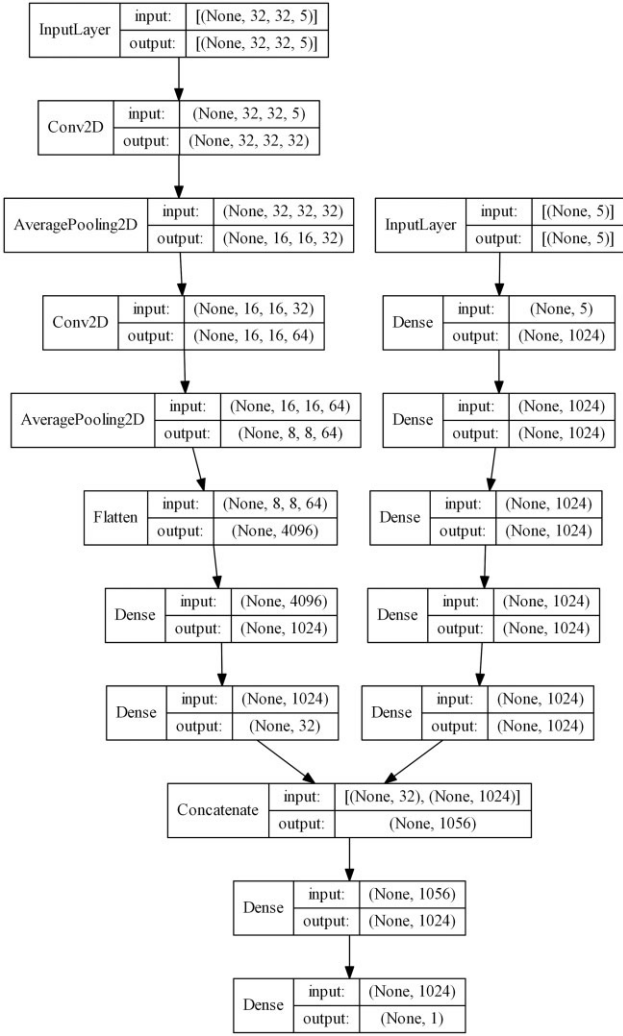 InputLayer
input: [(None, 32, 32, 5)]
output: [(None, 32, 32, 5)]
Conv2D
input: (None, 32, 32, 5)
output: (None, 32, 32, 32)
AveragePooling2D
input: (None, 32, 32, 32)
output: (None, 16, 16, 32)
Conv2D
input: (None, 16, 16, 32)
output: (None, 16, 16, 64)
AveragePooling2D
input: (None, 16, 16, 64)
output: (None, 8, 8, 64)
Flatten
input: (None, 8, 8, 64)
output: (None, 4096)
Dense
input: (None, 4096)
output: (None, 1024)
Dense
input: (None, 1024)
output: (None, 32)
InputLayer
input: [(None, 5)]
output: [(None, 5)]
Dense
input: (None, 5)
output: (None, 1024)
Dense
input: (None, 1024)
output: (None, 1024)
Dense
input: (None, 1024)
output: (None, 1024)
Dense
input: (None, 1024)
output: (None, 1024)
Dense
input: (None, 1024)
output: (None, 1024)
Concatenate
input: [(None, 32), (None, 1024)]
output: (None, 1056)
Dense
input: (None, 1056)
output: (None, 1024)
Dense
input: (None, 1024)
output: (None, 1)